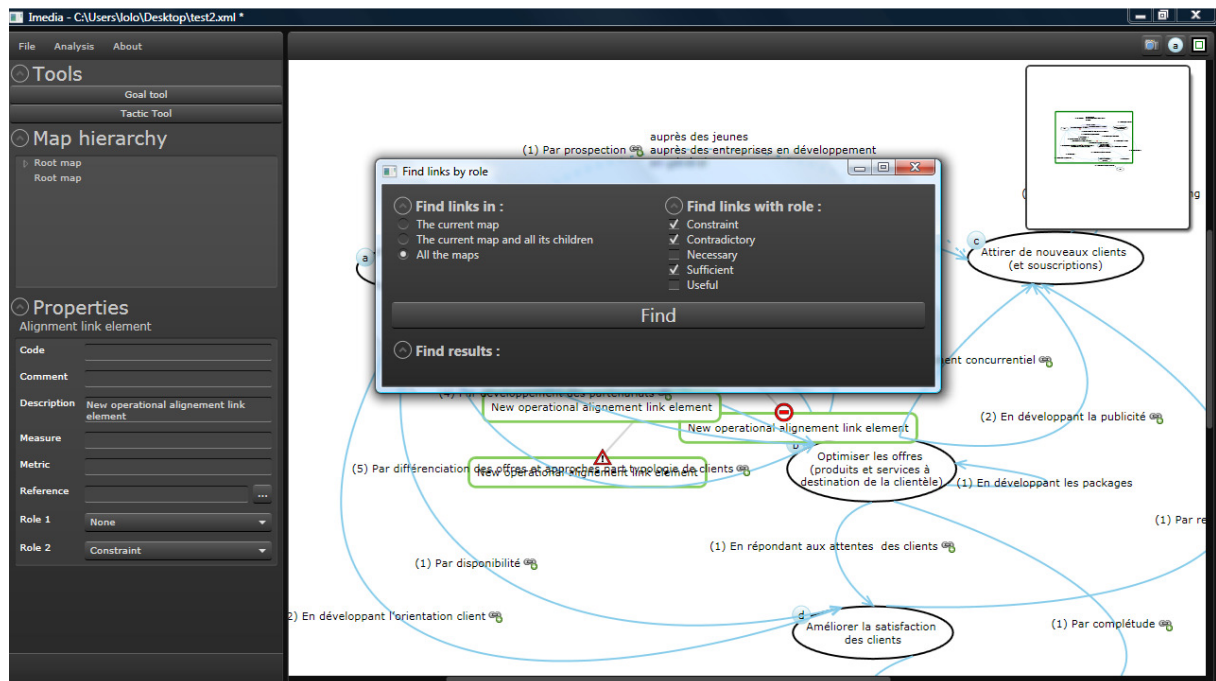 Imedia - C:\Users\lolo\Desktop\test2.xml *
File Analysis About
a
Tools
Goal tool
Tactic Tool
Map hierarchy
Root map
Root map
Properties
Alignment link element
Code
Comment
Description New operational alignement link
element
Measure
Metric
Reference ...
Role 1 None
Role 2 Constraint
auprès des jeunes
(1) Par prospection auprès des entreprises en développement
Find links by role
Find links in :
The current map
The current map and all its children
All the maps
Find links with role :
Constraint
Contradictory
Necessary
Sufficient
Useful
Find
Find results :
a
c
Attirer de nouveaux clients
(et souscriptions)
ent concurrentiel
(4) Par développement des partenariats
New operational alignement link element
New operational alignement link element
(2) En développant la publicité
(5) Par différenciation des offres et approches part typologie de clients
New operational alignement link element
Optimiser les offres
(produits et services à
destination de la clientèle)
(1) En développant les packages
(1) Par re
(1) En répondant aux attentes des clients
(1) Par disponibilité
2) En développant l'orientation client
d
Améliorer la satisfaction
des clients
(1) Par complétude